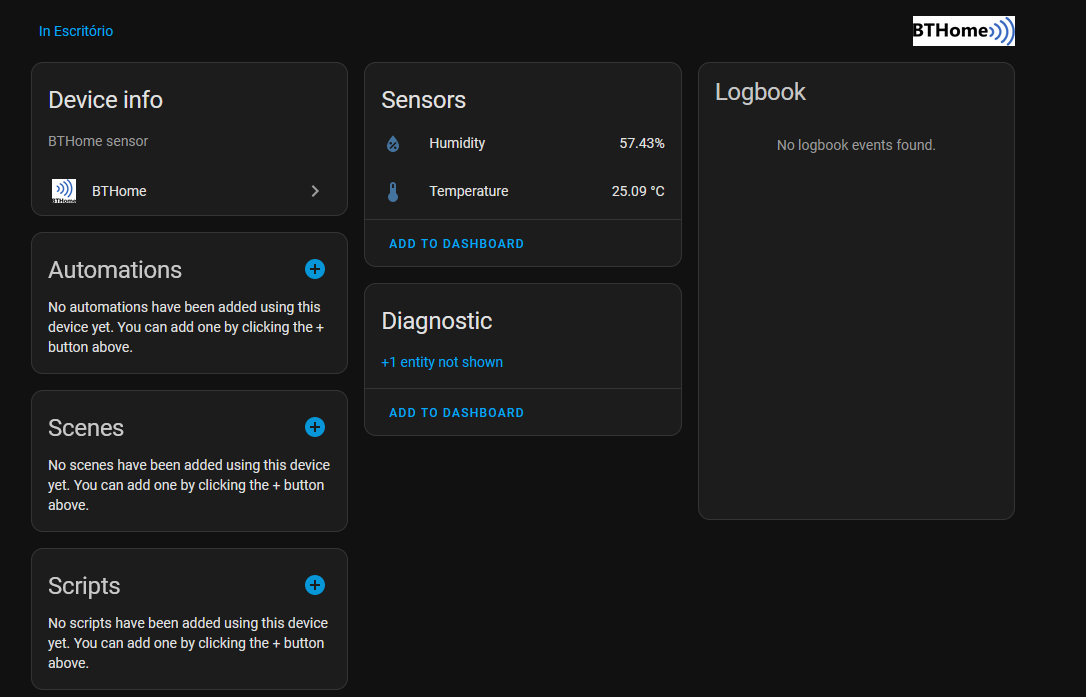 In Escritório
BTHome
Device info
BTHome sensor
BTHome
BTHome
Automations
No automations have been added using this
device yet. You can add one by clicking the +
button above.
Scenes
No scenes have been added using this device
yet. You can add one by clicking the + button
above.
Scripts
No scripts have been added using this device
yet. You can add one by clicking the + button
above.
Sensors
Humidity 57.43%
Temperature 25.09 °C
ADD TO DASHBOARD
Diagnostic
+1 entity not shown
ADD TO DASHBOARD
Logbook
No logbook events found.